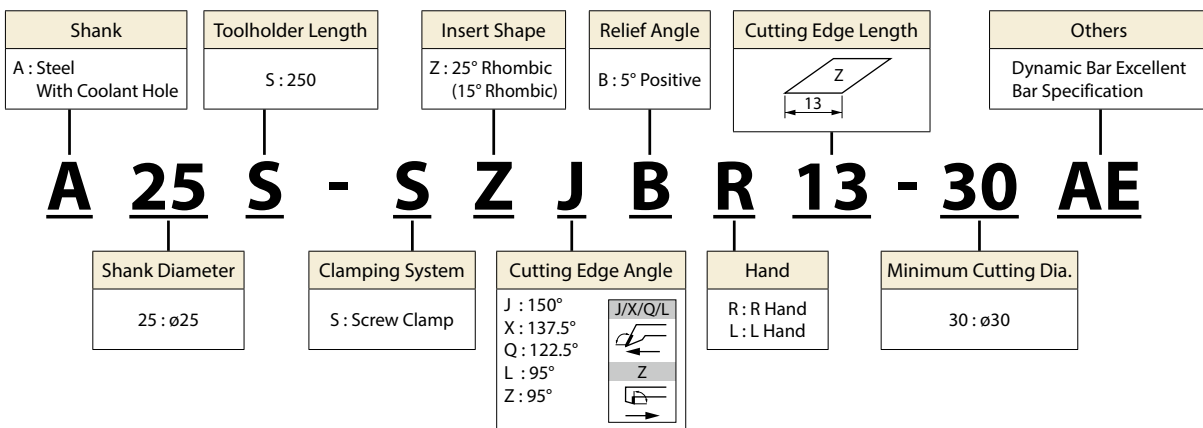 Shank
A : Steel
With Coolant Hole
Toolholder Length
S : 250
Insert Shape
Z : 25° Rhombic
(15° Rhombic)
Relief Angle
B : 5° Positive
Cutting Edge Length
Z
13
Others
Dynamic Bar Excellent
Bar Specification
A 25 S - S Z J B R 13 - 30 AE
Shank Diameter
25 : ø25
Clamping System
S : Screw Clamp
Cutting Edge Angle
J : 150°
X : 137.5°
Q : 122.5°
L : 95°
Z : 95°
J/X/Q/L
Z
Hand
R : R Hand
L : L Hand
Minimum Cutting Dia.
30 : ø30